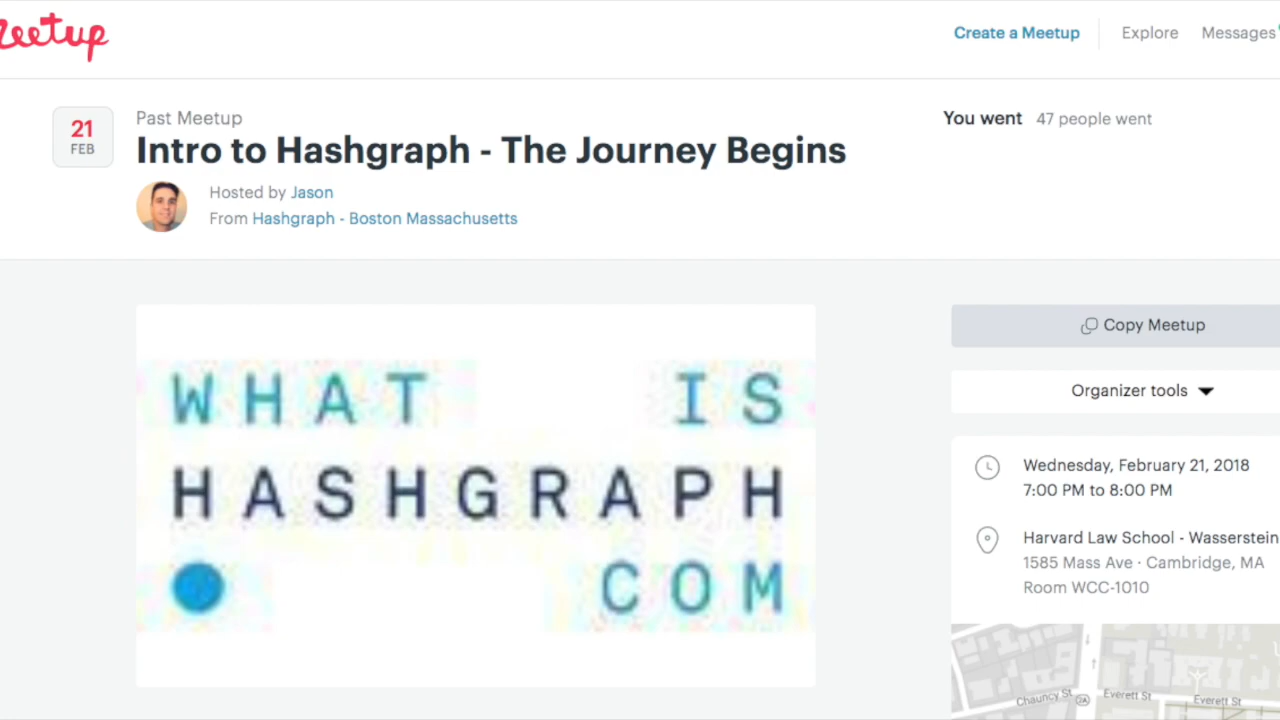 Meetup
Create a Meetup
Explore
Messages
21
FEB
Past Meetup
Intro to Hashgraph - The Journey Begins
You went 47 people went
Hosted by Jason
From Hashgraph - Boston Massachusetts
Copy Meetup
Organizer tools
WHAT IS
HASHGRAPH
COM
Wednesday, February 21, 2018
7:00 PM to 8:00 PM
Harvard Law School - Wasserstein
1585 Mass Ave · Cambridge, MA
Room WCC-1010
Chauncy St
2A
Everett St
Everett St